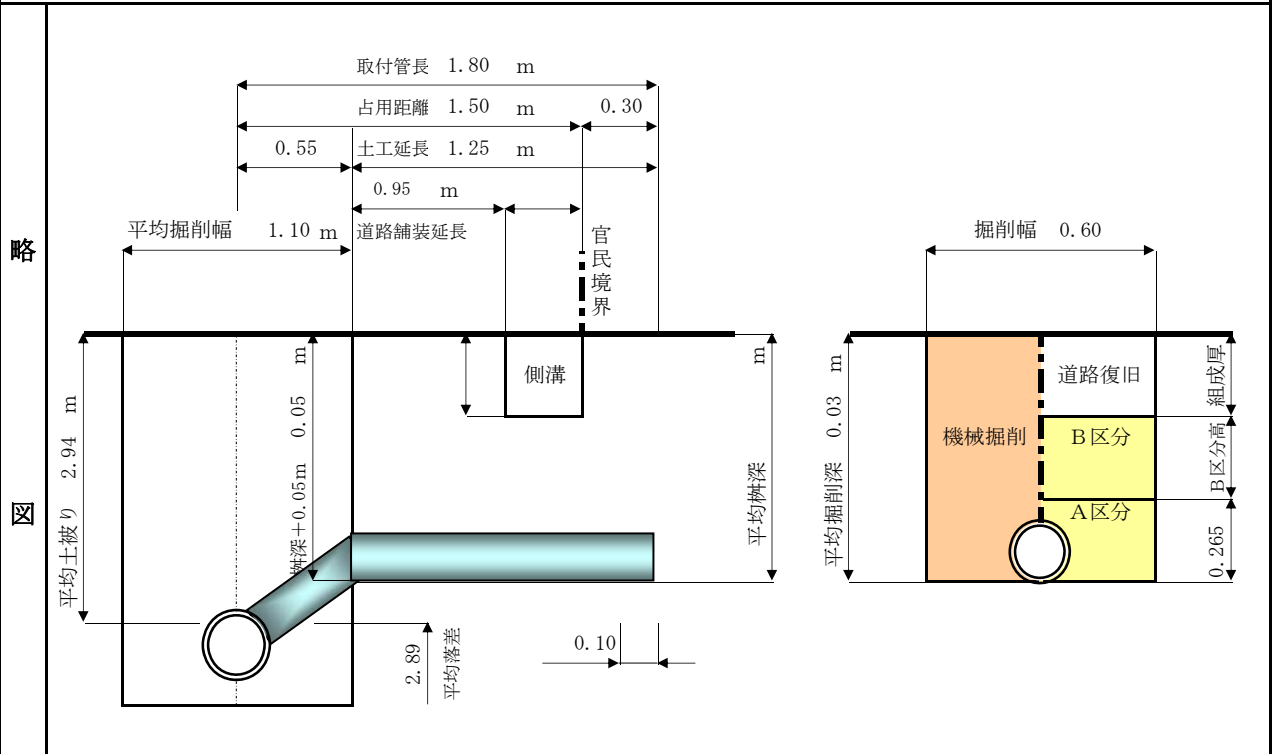 略
図
取付管長 1.80 m
占用距離 1.50 m 0.30
0.55 土工延長 1.25 m
0.95 m
平均掘削幅 1.10 m 道路舗装延長
官民境界
掘削幅 0.60
平均土被り 2.94 m
桝深+0.05m 0.05 m
側溝
平均桝深 m
平均掘削深 0.03 m
機械掘削
道路復旧
B区分
A区分
組成厚
B区分高
0.265
2.89
平均落差
0.10